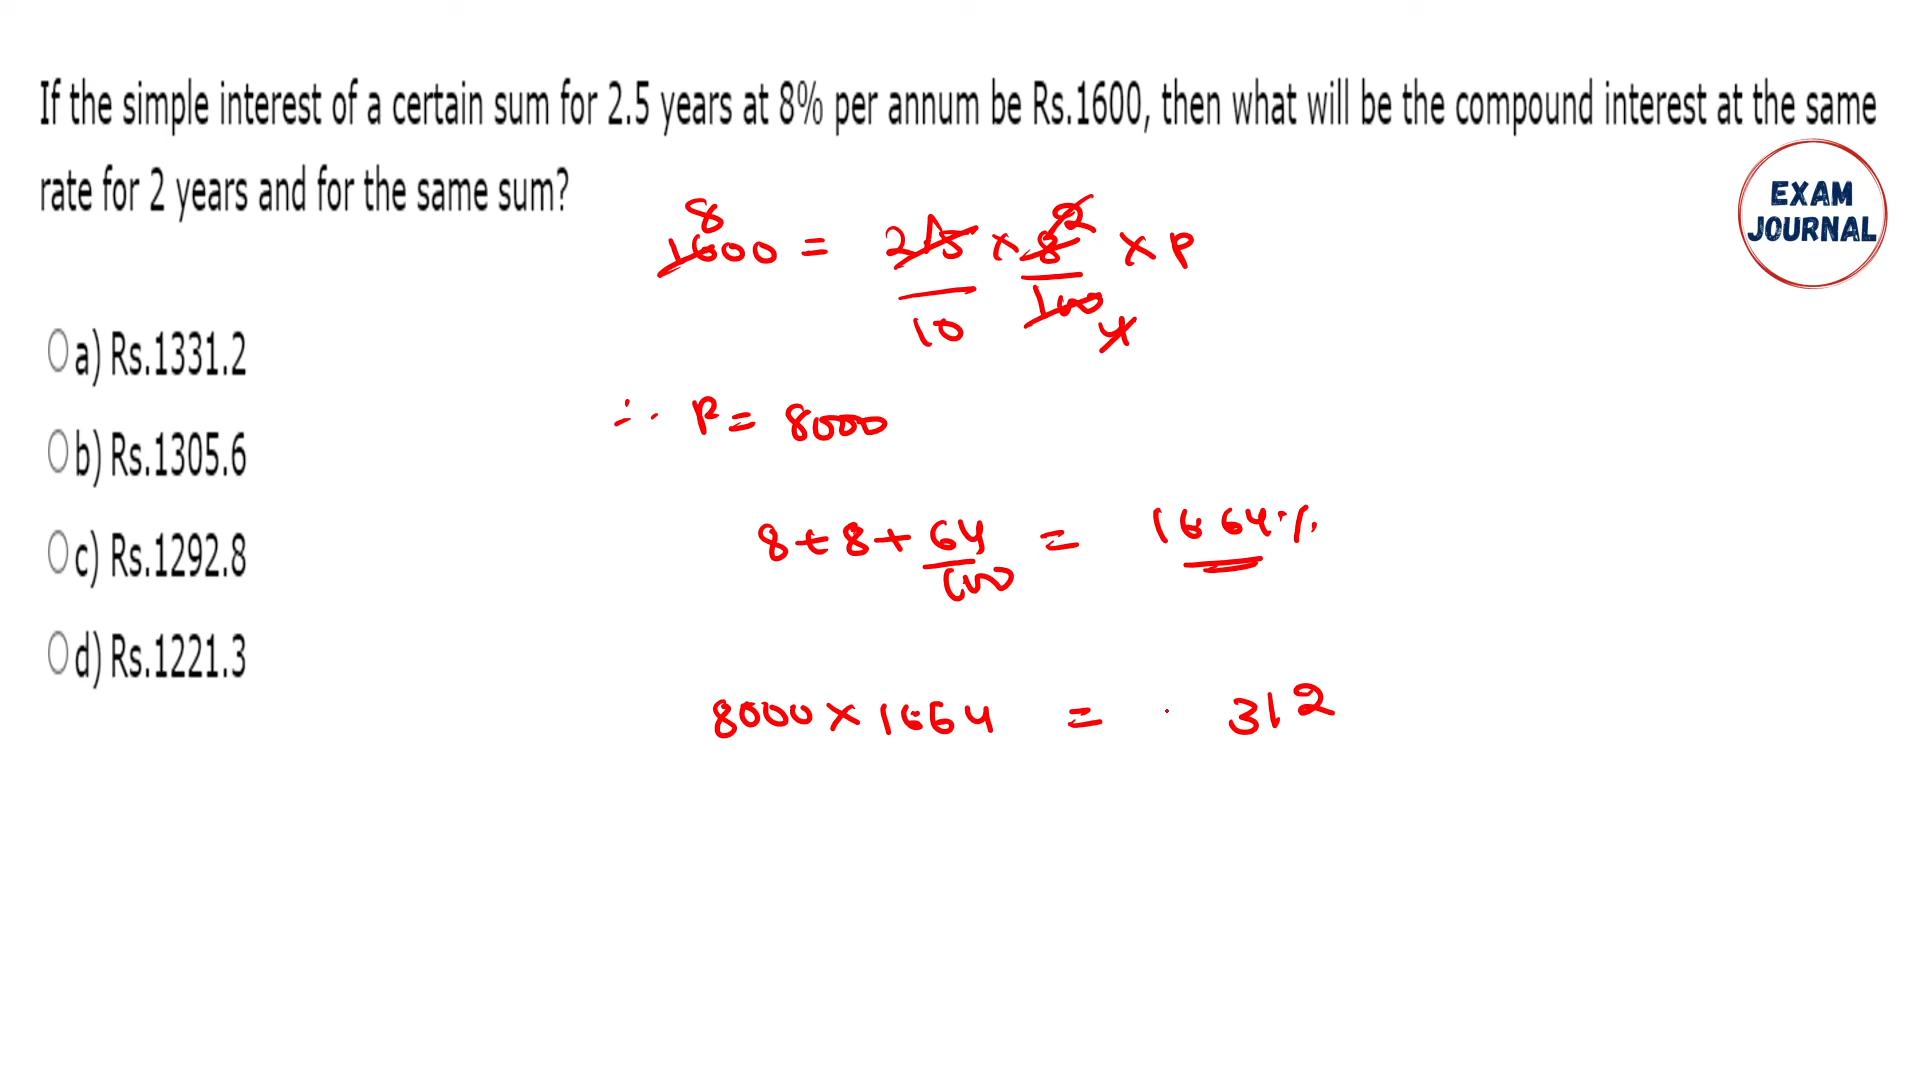 If the simple interest of a certain sum for 2.5 years at 8% per annum be Rs.1600, then what will be the compound interest at the same
rate for 2 years and for the same sum?
EXAM
JOURNAL
8 2
1600 = 25 × 8 × P
10 100 4
∴ P = 8000
8 + 8 + 64 = 16 64 %
100
8000 × 1664 = 312
a) Rs.1331.2
b) Rs.1305.6
c) Rs.1292.8
d) Rs.1221.3